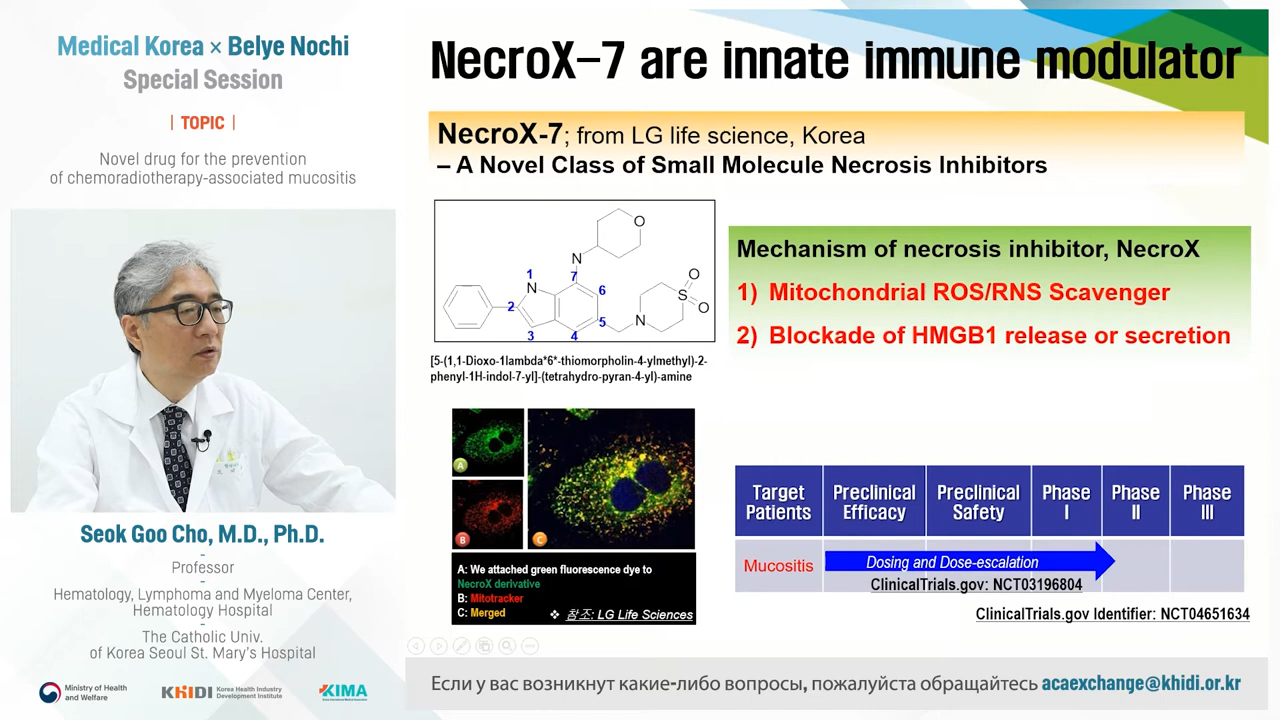 Medical Korea × Belye Nochi
Special Session
| TOPIC |
Novel drug for the prevention
of chemoradiotherapy-associated mucositis
Seok Goo Cho, M.D., Ph.D.
Professor
Hematology, Lymphoma and Myeloma Center,
Hematology Hospital
The Catholic Univ.
of Korea Seoul St. Mary's Hospital
Ministry of Health
and Welfare
KHIDI Korea Health Industry
Development Institute
KIMA
NecroX-7 are innate immune modulator
NecroX-7; from LG life science, Korea
– A Novel Class of Small Molecule Necrosis Inhibitors
O
N
1
7
N
6
2
5
3
4
N
S
O
O
[5-(1,1-Dioxo-1lambda*6*-thiomorpholin-4-ylmethyl)-2-
phenyl-1H-indol-7-yl]-(tetrahydro-pyran-4-yl)-amine
Mechanism of necrosis inhibitor, NecroX
1) Mitochondrial ROS/RNS Scavenger
2) Blockade of HMGB1 release or secretion
A
B
C
A: We attached green fluorescence dye to
NecroX derivative
B: Mitotracker
C: Merged
❖ 참조: LG Life Sciences
Target Patients
Preclinical Efficacy
Preclinical Safety
Phase I
Phase II
Phase III
Mucositis
Dosing and Dose-escalation
ClinicalTrials.gov: NCT03196804
ClinicalTrials.gov Identifier: NCT04651634
Если у вас возникнут какие-либо вопросы, пожалуйста обращайтесь acaexchange@khidi.or.kr